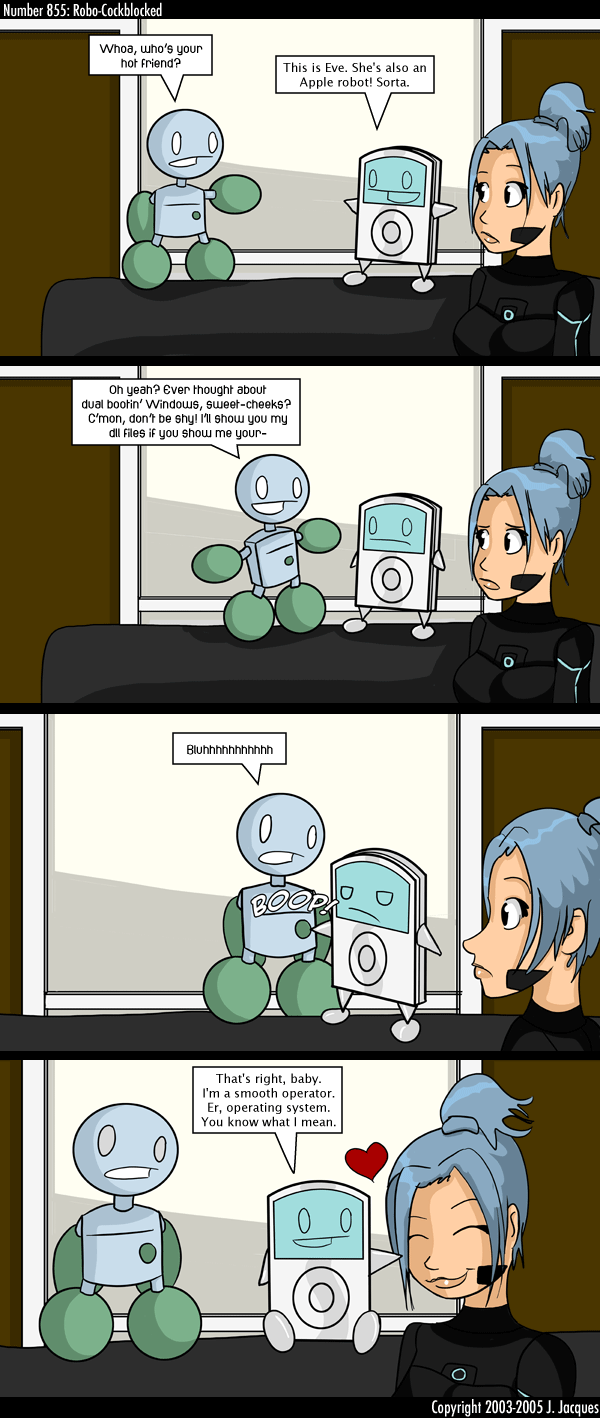 Number 855: Robo-Cockblocked
Whoa, who's your
hot friend?
This is Eve. She's also an
Apple robot! Sorta.
Oh yeah? Ever thought about
dual bootin' Windows, sweet-cheeks?
C'mon, don't be shy! I'll show you my
dll files if you show me your-
Bluhhhhhhhhhhh
BOOP!
That's right, baby.
I'm a smooth operator.
Er, operating system.
You know what I mean.
Copyright 2003-2005 J. Jacques